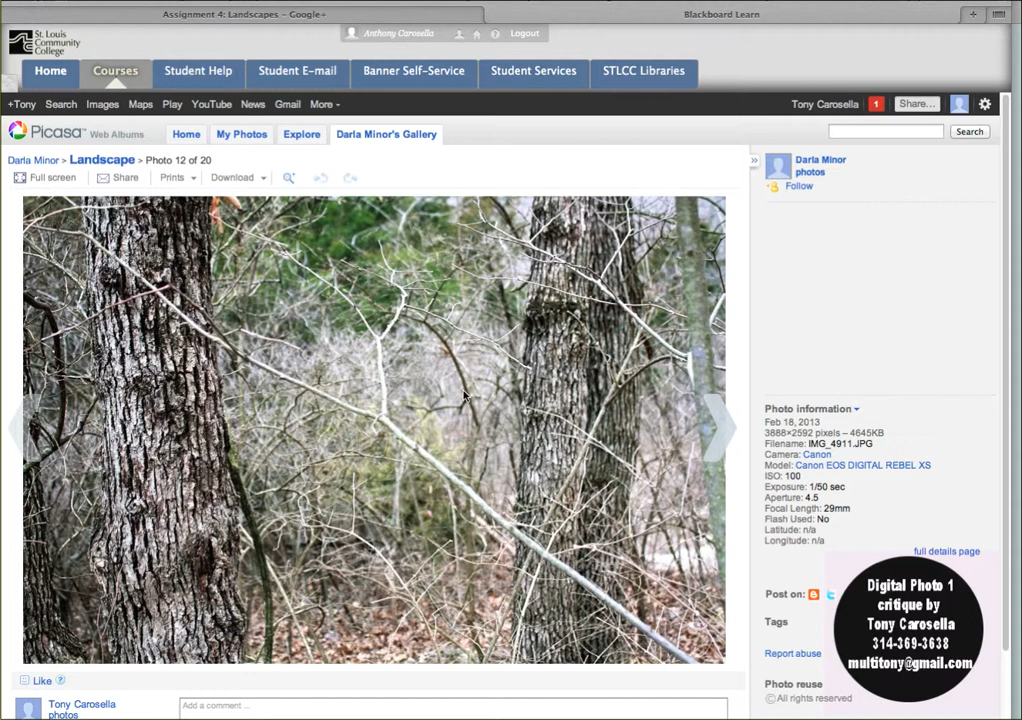 Assignment 4: Landscapes – Google+
Blackboard Learn
St. Louis
Community
College
Anthony Carosella
Logout
Home
Courses
Student Help
Student E-mail
Banner Self-Service
Student Services
STLCC Libraries
+Tony Search Images Maps Play YouTube News Gmail More
Tony Carosella 1 Share...
Picasa™ Web Albums
Home My Photos Explore Darla Minor's Gallery
Search
Darla Minor > Landscape > Photo 12 of 20
Full screen Share Prints Download
Darla Minor
photos
Follow
Photo information
Feb 18, 2013
3888×2592 pixels – 4645KB
Filename: IMG_4911.JPG
Camera: Canon
Model: Canon EOS DIGITAL REBEL XS
ISO: 100
Exposure: 1/50 sec
Aperture: 4.5
Focal Length: 29mm
Flash Used: No
Latitude: n/a
Longitude: n/a
full details page
Post on:
Tags
Report abuse
Photo reuse
©All rights reserved
Digital Photo 1
critique by
Tony Carosella
314-369-3638
multitony@gmail.com
Like
Tony Carosella
photos
Add a comment ...